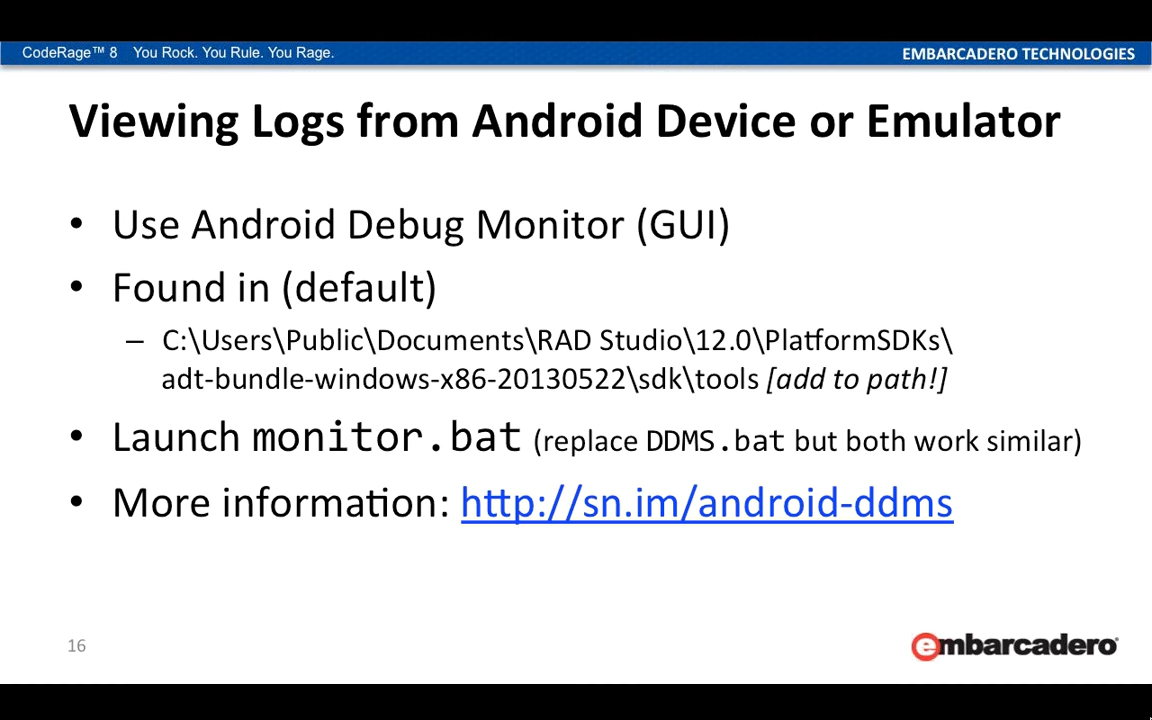 CodeRage™ 8 You Rock. You Rule. You Rage.
EMBARCADERO TECHNOLOGIES
Viewing Logs from Android Device or Emulator
• Use Android Debug Monitor (GUI)
• Found in (default)
– C:\Users\Public\Documents\RAD Studio\12.0\PlatformSDKs\
adt-bundle-windows-x86-20130522\sdk\tools [add to path!]
• Launch monitor.bat (replace DDMS.bat but both work similar)
• More information: http://sn.im/android-ddms
16
embarcadero